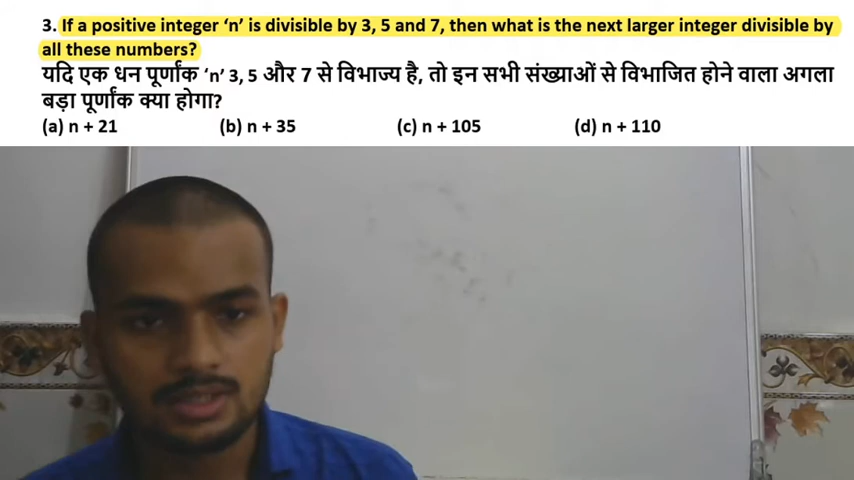 3. If a positive integer ‘n’ is divisible by 3, 5 and 7, then what is the next larger integer divisible by
all these numbers?
यदि एक धन पूर्णांक ‘n’ 3, 5 और 7 से विभाज्य है, तो इन सभी संख्याओं से विभाजित होने वाला अगला
बड़ा पूर्णांक क्या होगा?
(a) n + 21 (b) n + 35 (c) n + 105 (d) n + 110